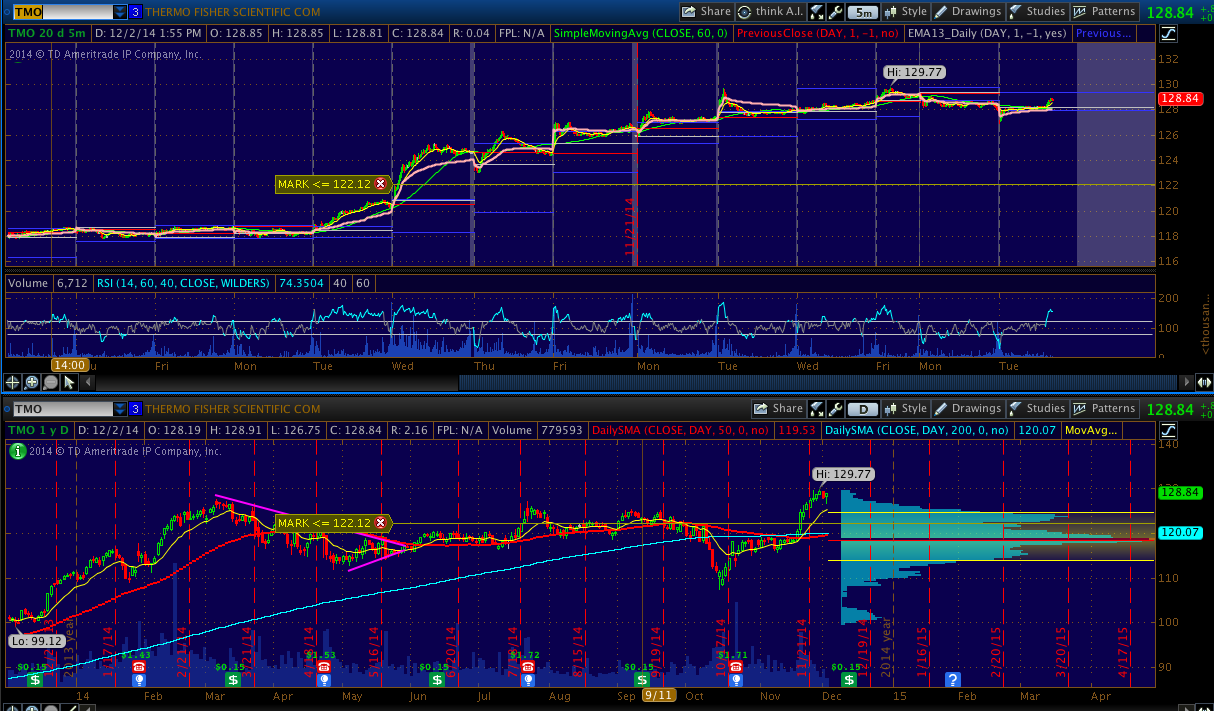 TMO 3 THERMO FISHER SCIENTIFIC COM Share think A.I. 5m Style Drawings Studies Patterns 128.84
TMO 20 d 5m D: 12/2/14 1:55 PM O: 128.85 H: 128.85 L: 128.81 C: 128.84 R: 0.04 FPL: N/A SimpleMovingAvg (CLOSE, 60, 0) PreviousClose (DAY, 1, -1, no) EMA13_Daily (DAY, 1, -1, yes) Previous...
2014 © TD Ameritrade IP Company, Inc.
132
Hi: 129.77
130
128.84
128
126
124
MARK <= 122.12
122
120
118
116
11/21/14
Volume 6,712 RSI (14, 60, 40, CLOSE, WILDERS) 74.3504 40 60
200
100
0
<thousan...
14:00 Fri Mon Tue Wed Thu Fri Mon Tue Wed Fri Mon Tue
TMO 3 THERMO FISHER SCIENTIFIC COM Share D Style Drawings Studies Patterns 128.84
TMO 1 y D D: 12/2/14 O: 128.19 H: 128.91 L: 126.75 C: 128.84 R: 2.16 FPL: N/A Volume 779593 DailySMA (CLOSE, DAY, 50, 0, no) 119.53 DailySMA (CLOSE, DAY, 200, 0, no) 120.07 MovAvg...
2014 © TD Ameritrade IP Company, Inc.
140
Hi: 129.77
128.84
MARK <= 122.12
120.07
110
100
90
Lo: 99.12
2013 year
1/17/14
4/18/14
5/16/14
6/20/14
8/15/14
9/19/14
11/21/14
12/19/14
2014 year
1/16/15
2/20/15
3/20/15
4/17/15
$0.15 $1.43 $0.15 $1.53 $0.15 $1.72 $0.15 $1.71 $0.15
14 Feb Mar Apr May Jun Jul Aug Sep 9/11 Oct Nov Dec 15 Feb Mar Apr